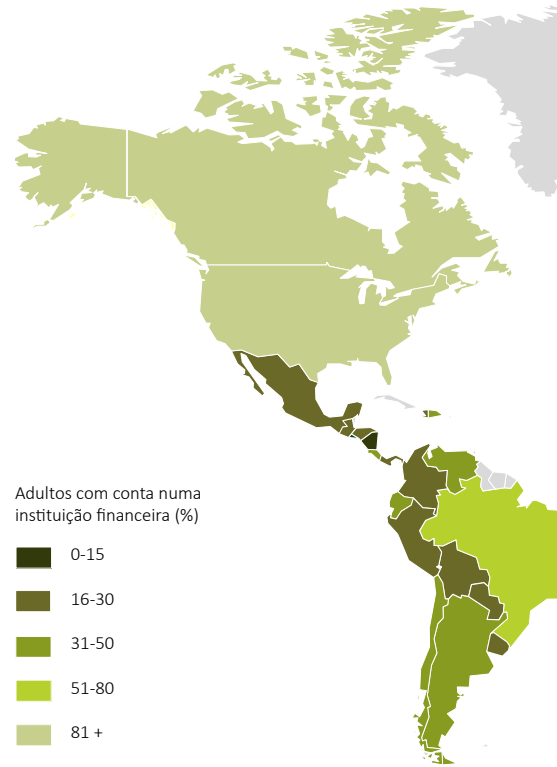 Adultos com conta numa
instituição financeira (%)
0-15
16-30
31-50
51-80
81 +